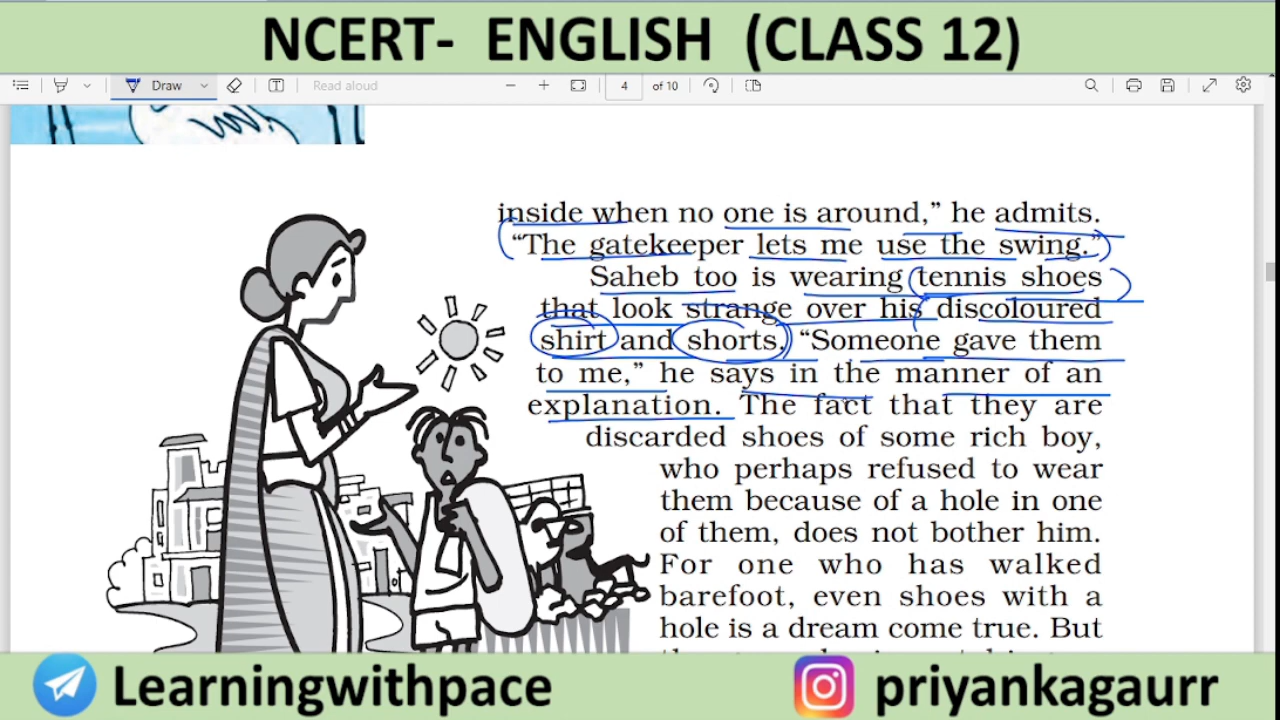 NCERT- ENGLISH (CLASS 12)
Draw
Read aloud
4
of 10
inside when no one is around,” he admits.
“The gatekeeper lets me use the swing.”
Saheb too is wearing tennis shoes
that look strange over his discoloured
shirt and shorts. “Someone gave them
to me,” he says in the manner of an
explanation. The fact that they are
discarded shoes of some rich boy,
who perhaps refused to wear
them because of a hole in one
of them, does not bother him.
For one who has walked
barefoot, even shoes with a
hole is a dream come true. But
Learningwithpace
priyankagaurr